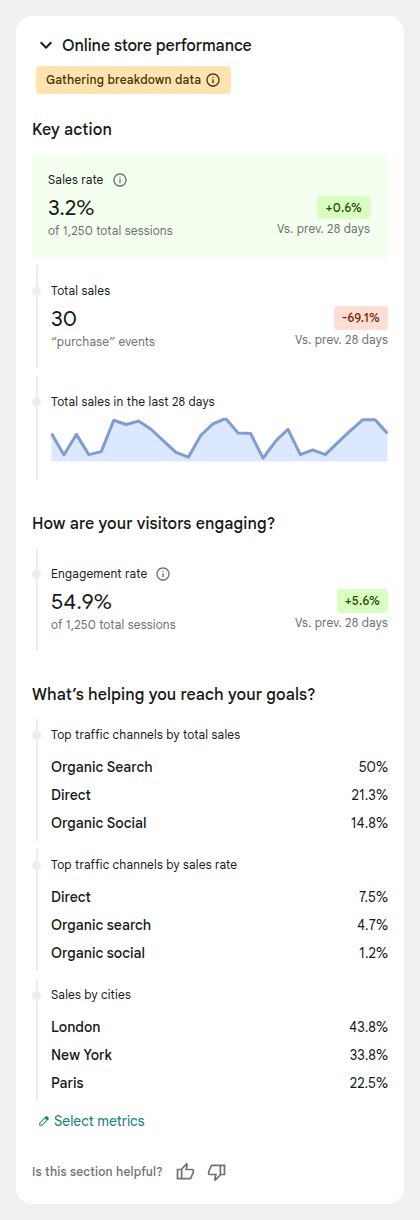 Online store performance
Gathering breakdown data
Key action
Sales rate
3.2%
+0.6%
of 1,250 total sessions
Vs. prev. 28 days
Total sales
30
-69.1%
“purchase” events
Vs. prev. 28 days
Total sales in the last 28 days
How are your visitors engaging?
Engagement rate
54.9%
+5.6%
of 1,250 total sessions
Vs. prev. 28 days
What’s helping you reach your goals?
Top traffic channels by total sales
Organic Search 50%
Direct 21.3%
Organic Social 14.8%
Top traffic channels by sales rate
Direct 7.5%
Organic search 4.7%
Organic social 1.2%
Sales by cities
London 43.8%
New York 33.8%
Paris 22.5%
Select metrics
Is this section helpful?